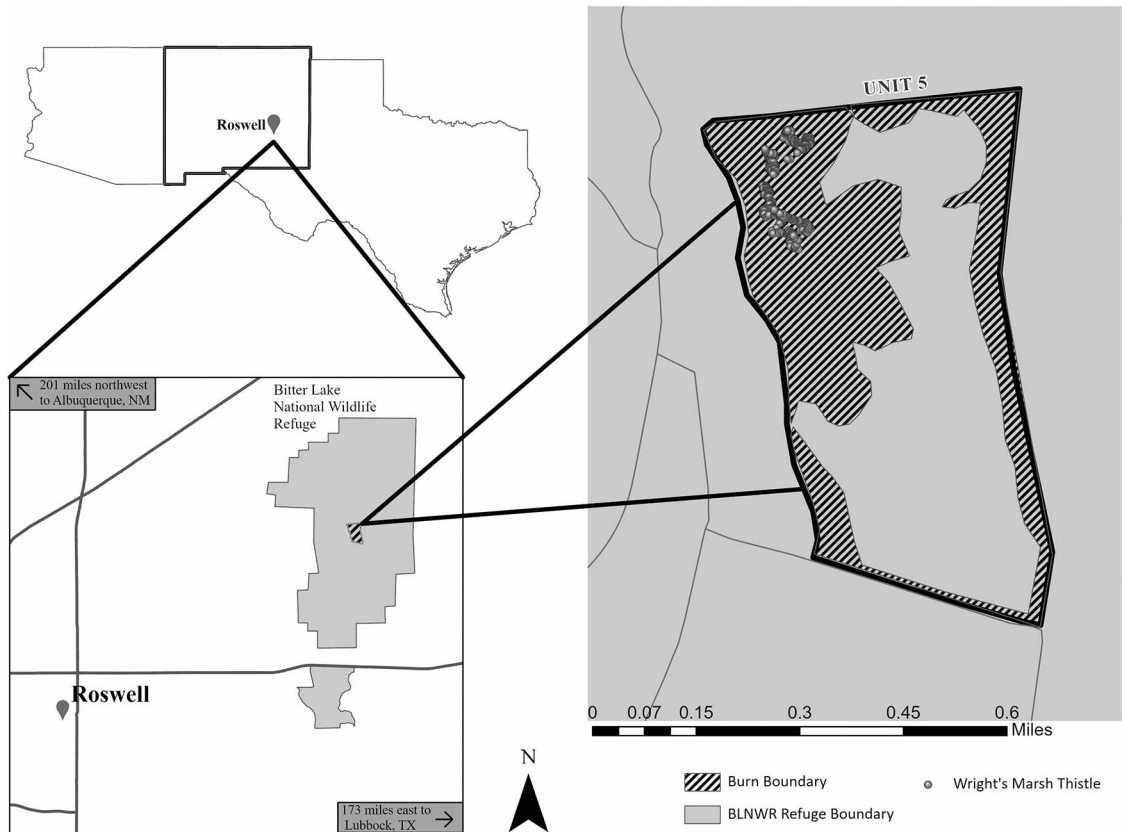 Roswell
UNIT 5
201 miles northwest
to Albuquerque, NM
Bitter Lake
National Wildlife
Refuge
Roswell
173 miles east to
Lubbock, TX
N
0 0.07 0.15 0.3 0.45 0.6
Miles
Burn Boundary
Wright's Marsh Thistle
BLNWR Refuge Boundary